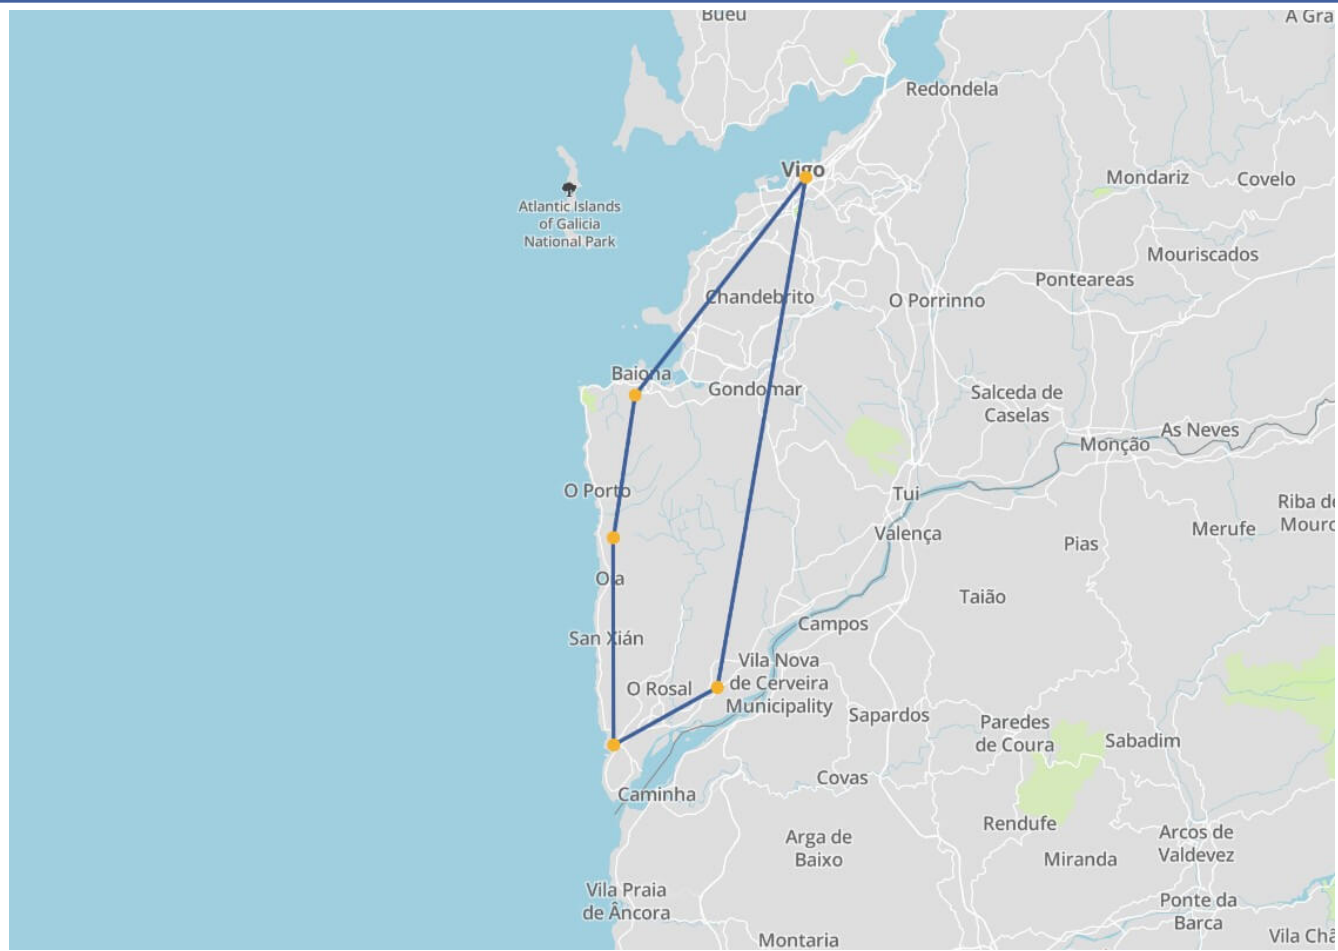 Bueu
A Gra
Redondela
Vigo
Mondariz
Covelo
Atlantic Islands
of Galicia
National Park
Mouriscados
Ponteareas
Chandebrito
O Porrinno
Baiona
Gondomar
Salceda de
Caselas
As Neves
Monção
O Porto
Tui
Riba de
Mouro
Valença
Merufe
Pias
Oia
Taião
Campos
San Xián
Vila Nova
de Cerveira
Municipality
O Rosal
Sapardos
Paredes
de Coura
Sabadim
Covas
Caminha
Rendufe
Arcos de
Valdevez
Arga de
Baixo
Miranda
Vila Praia
de Âncora
Ponte da
Barca
Montaria
Vila Chã